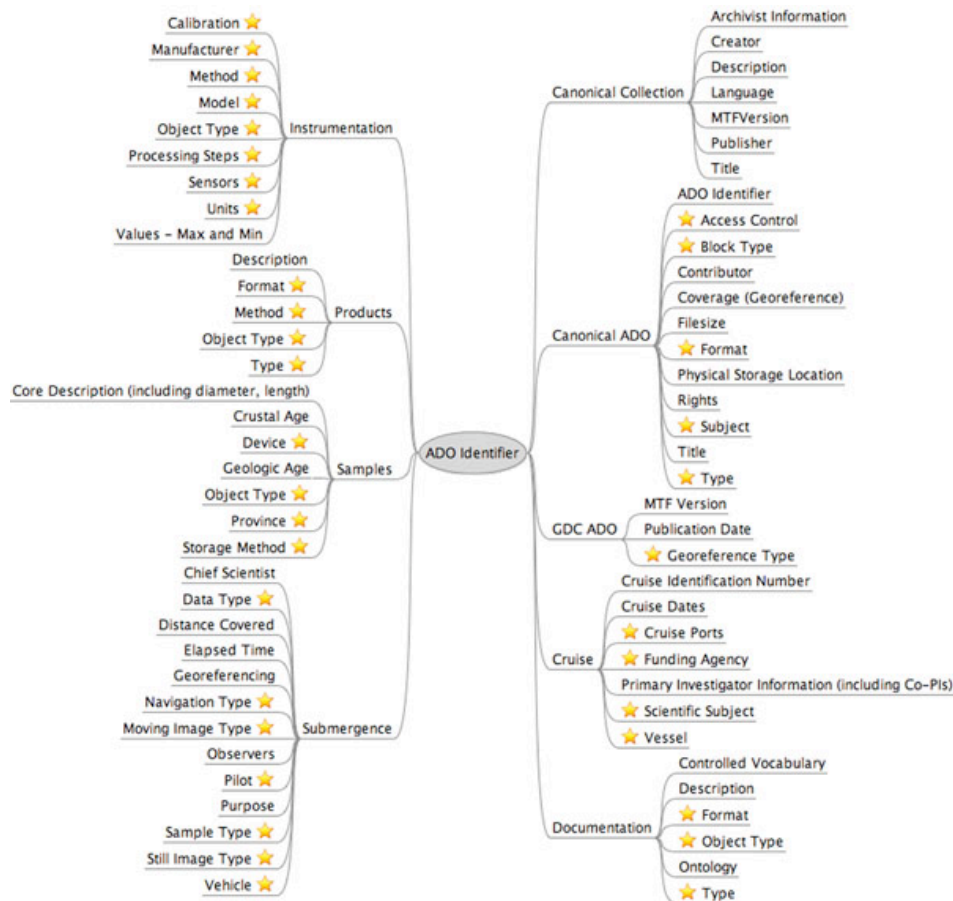 Calibration
Manufacturer
Method
Model
Object Type
Processing Steps
Sensors
Units
Values - Max and Min
Instrumentation
Description
Format
Method
Object Type
Type
Products
Core Description (including diameter, length)
Crustal Age
Device
Geologic Age
Object Type
Province
Storage Method
Samples
Chief Scientist
Data Type
Distance Covered
Elapsed Time
Georeferencing
Navigation Type
Moving Image Type
Observers
Pilot
Purpose
Sample Type
Still Image Type
Vehicle
Submergence
ADO Identifier
Canonical Collection
Archivist Information
Creator
Description
Language
MTFVersion
Publisher
Title
Canonical ADO
ADO Identifier
Access Control
Block Type
Contributor
Coverage (Georeference)
Filesize
Format
Physical Storage Location
Rights
Subject
Title
Type
GDC ADO
MTF Version
Publication Date
Georeference Type
Cruise
Cruise Identification Number
Cruise Dates
Cruise Ports
Funding Agency
Primary Investigator Information (including Co-PIs)
Scientific Subject
Vessel
Documentation
Controlled Vocabulary
Description
Format
Object Type
Ontology
Type